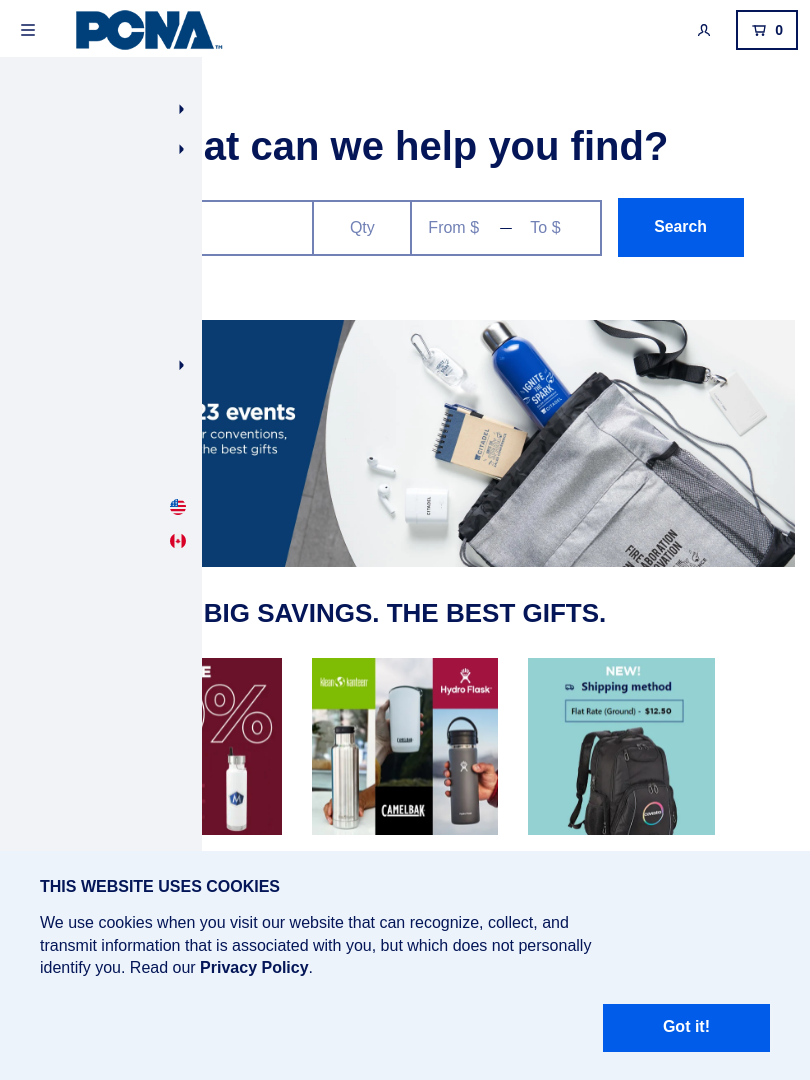 PCNA
0
at can we help you find?
Qty
From $
To $
Search
23 events
r conventions,
he best gifts
IGNITE
THE
SPARK
CITADEL
CITADEL
CITADEL
BIG SAVINGS. THE BEST GIFTS.
E
0%
klean kanteen
Hydro Flask
CAMELBAK
NEW!
Shipping method
Flat Rate (Ground) - $12.50
THIS WEBSITE USES COOKIES
We use cookies when you visit our website that can recognize, collect, and
transmit information that is associated with you, but which does not personally
identify you. Read our Privacy Policy.
Got it!